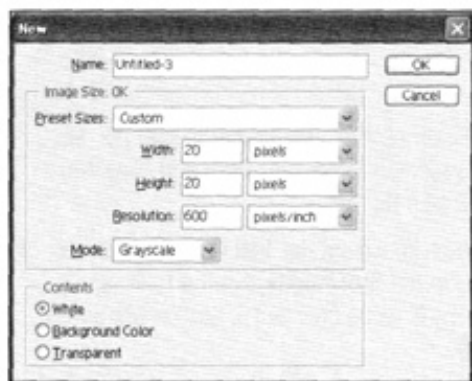 New
Name: Untitled-3
OK
Image Size: 0K
Cancel
Preset Sizes: Custom
Width: 20 pixels
Height: 20 pixels
Resolution: 600 pixels/inch
Mode: Grayscale
Contents
White
Background Color
Transparent